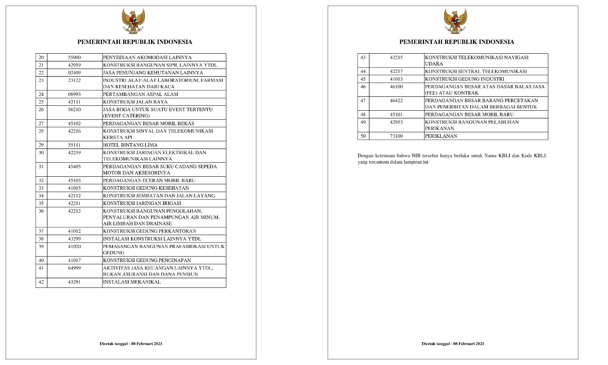 PEMERINTAH REPUBLIK INDONESIA
20 55900 PENYEDIAAN AKOMODASI LAINNYA
21 42919 KONSTRUKSI BANGUNAN SIPIL LAINNYA YTDL
22 02409 JASA PENUNJANG KEHUTANAN LAINNYA
23 23122 INDUSTRI ALAT-ALAT LABORATORIUM, FARMASI
DAN KESEHATAN DARI KACA
24 08993 PERTAMBANGAN ASPAL ALAM
25 42111 KONSTRUKSI JALAN RAYA
26 56210 JASA BOGA UNTUK SUATU EVENT TERTENTU
(EVENT CATERING)
27 45102 PERDAGANGAN BESAR MOBIL BEKAS
28 42216 KONSTRUKSI SINYAL DAN TELEKOMUNIKASI
KERETA API
29 55111 HOTEL BINTANG LIMA
30 42219 KONSTRUKSI JARINGAN ELEKTRIKAL DAN
TELEKOMUNIKASI LAINNYA
31 45405 PERDAGANGAN BESAR SUKU CADANG SEPEDA
MOTOR DAN AKSESORINYA
32 45103 PERDAGANGAN ECERAN MOBIL BARU
33 41015 KONSTRUKSI GEDUNG KESEHATAN
34 42112 KONSTRUKSI JEMBATAN DAN JALAN LAYANG
35 42211 KONSTRUKSI JARINGAN IRIGASI
36 42212 KONSTRUKSI BANGUNAN PENGOLAHAN,
PENYALURAN DAN PENAMPUNGAN AIR MINUM,
AIR LIMBAH DAN DRAINASE
37 41012 KONSTRUKSI GEDUNG PERKANTORAN
38 43299 INSTALASI KONSTRUKSI LAINNYA YTDL
39 41020 PEMASANGAN BANGUNAN PRAFABRIKASI UNTUK
GEDUNG
40 41017 KONSTRUKSI GEDUNG PENGINAPAN
41 64999 AKTIVITAS JASA KEUANGAN LAINNYA YTDL,
BUKAN ASURANSI DAN DANA PENSIUN
42 43291 INSTALASI MEKANIKAL
Dicetak tanggal : 08 Februari 2021
PEMERINTAH REPUBLIK INDONESIA
43 42215 KONSTRUKSI TELEKOMUNIKASI NAVIGASI
UDARA
44 42217 KONSTRUKSI SENTRAL TELEKOMUNIKASI
45 41013 KONSTRUKSI GEDUNG INDUSTRI
46 46100 PERDAGANGAN BESAR ATAS DASAR BALAS JASA
(FEE) ATAU KONTRAK
47 46422 PERDAGANGAN BESAR BARANG PERCETAKAN
DAN PENERBITAN DALAM BERBAGAI BENTUK
48 45101 PERDAGANGAN BESAR MOBIL BARU
49 42913 KONSTRUKSI BANGUNAN PELABUHAN
PERIKANAN
50 73100 PERIKLANAN
Dengan ketentuan bahwa NIB tersebut hanya berlaku untuk Nama KBLI dan Kode KBLI
yang tercantum dalam lampiran ini
Dicetak tanggal : 08 Februari 2021